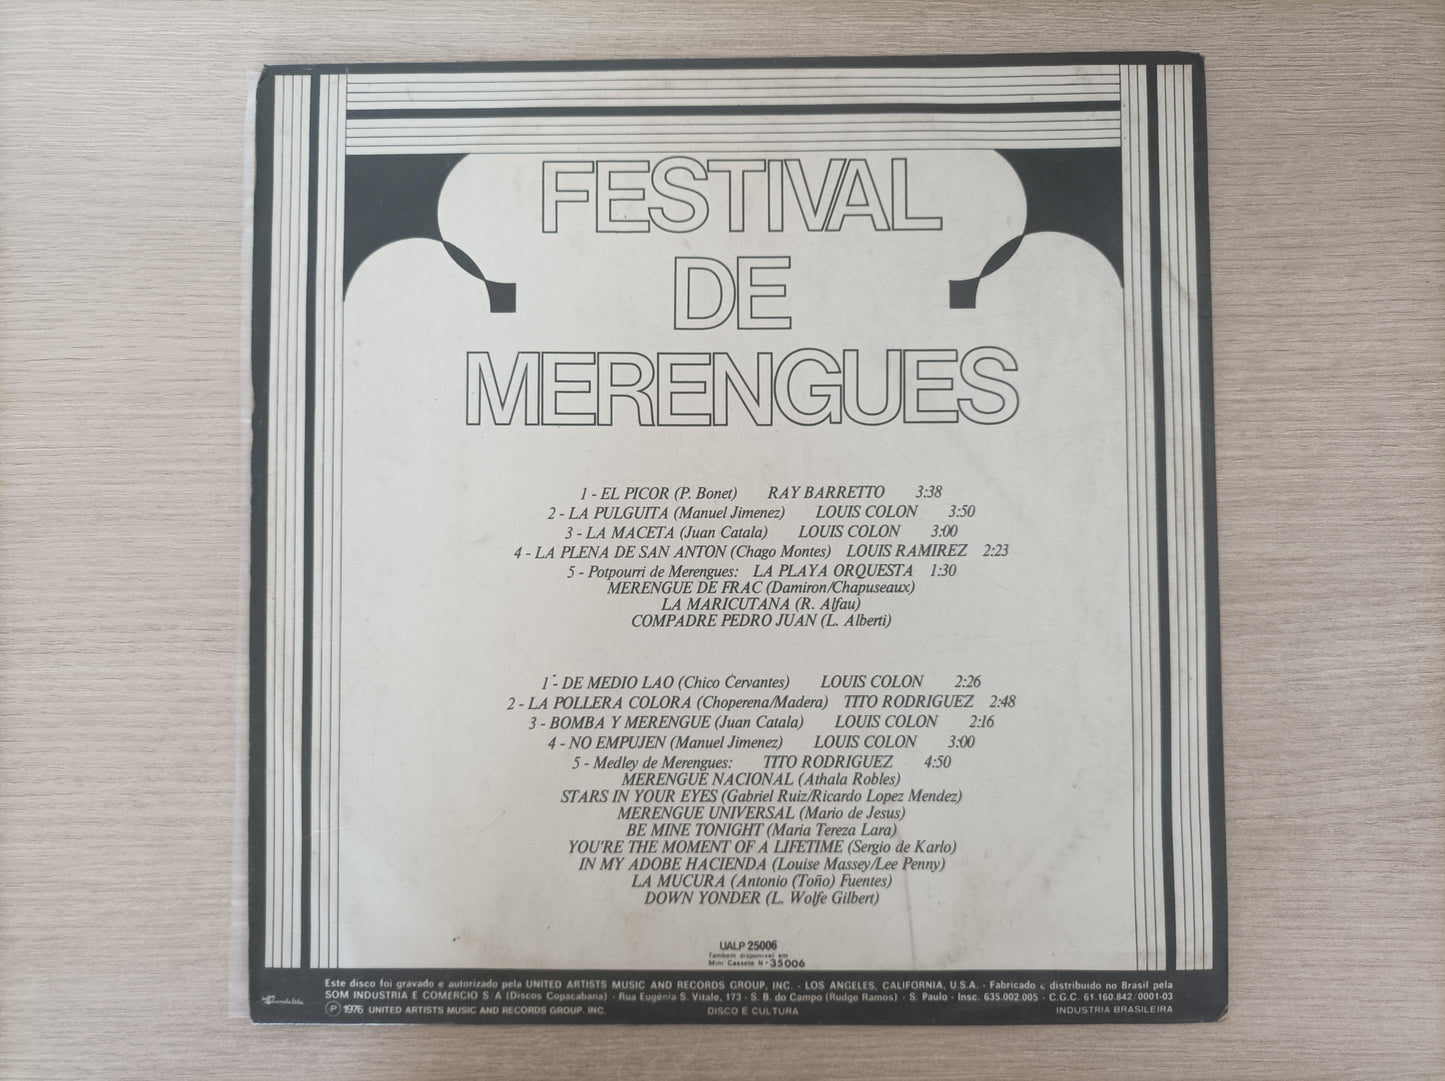 FESTIVAL
DE
MERENGUES
1 - EL PICOR (P. Bonet) RAY BARRETTO 3:38
2 - LA PULGUITA (Manuel Jimenez) LOUIS COLON 3:50
3 - LA MACETA (Juan Catala) LOUIS COLON 3:00
4 - LA PLENA DE SAN ANTON (Chago Montes) LOUIS RAMIREZ 2:23
5 - Potpourri de Merengues: LA PLAYA ORQUESTA 1:30
MERENGUE DE FRAC (Damiron/Chapuseaux)
LA MARICUTANA (R. Alfau)
COMPADRE PEDRO JUAN (L. Alberti)
1 - DE MEDIO LAO (Chico Cervantes) LOUIS COLON 2:26
2 - LA POLLERA COLORA (Choperena/Madera) TITO RODRIGUEZ 2:48
3 - BOMBA Y MERENGUE (Juan Catala) LOUIS COLON 2:16
4 - NO EMPUJEN (Manuel Jimenez) LOUIS COLON 3:00
5 - Medley de Merengues: TITO RODRIGUEZ 4:50
MERENGUE NACIONAL (Athala Robles)
STARS IN YOUR EYES (Gabriel Ruiz/Ricardo Lopez Mendez)
MERENGUE UNIVERSAL (Mario de Jesus)
BE MINE TONIGHT (Maria Tereza Lara)
YOU'RE THE MOMENT OF A LIFETIME (Sergio de Karlo)
IN MY ADOBE HACIENDA (Louise Massey/Lee Penny)
LA MUCURA (Antonio (Toño) Fuentes)
DOWN YONDER (L. Wolfe Gilbert)
UALP 25006
Tambem disponivel em
Mini Cassete Nº 35006
Este disco foi gravado e autorizado pela UNITED ARTISTS MUSIC AND RECORDS GROUP, INC. - LOS ANGELES, CALIFORNIA, U.S.A. - Fabricado e distribuido no Brasil pela
SOM INDUSTRIA E COMERCIO S A (Discos Copacabana) - Rua Eugénia S. Vitale, 173 - S. B. do Campo (Rudge Ramos) - S. Paulo - Insc. 635.002.005 - C.G.C. 61.160.842/0001-03
Ⓟ 1976 UNITED ARTISTS MUSIC AND RECORDS GROUP. INC. DISCO E CULTURA INDUSTRIA BRASILEIRA